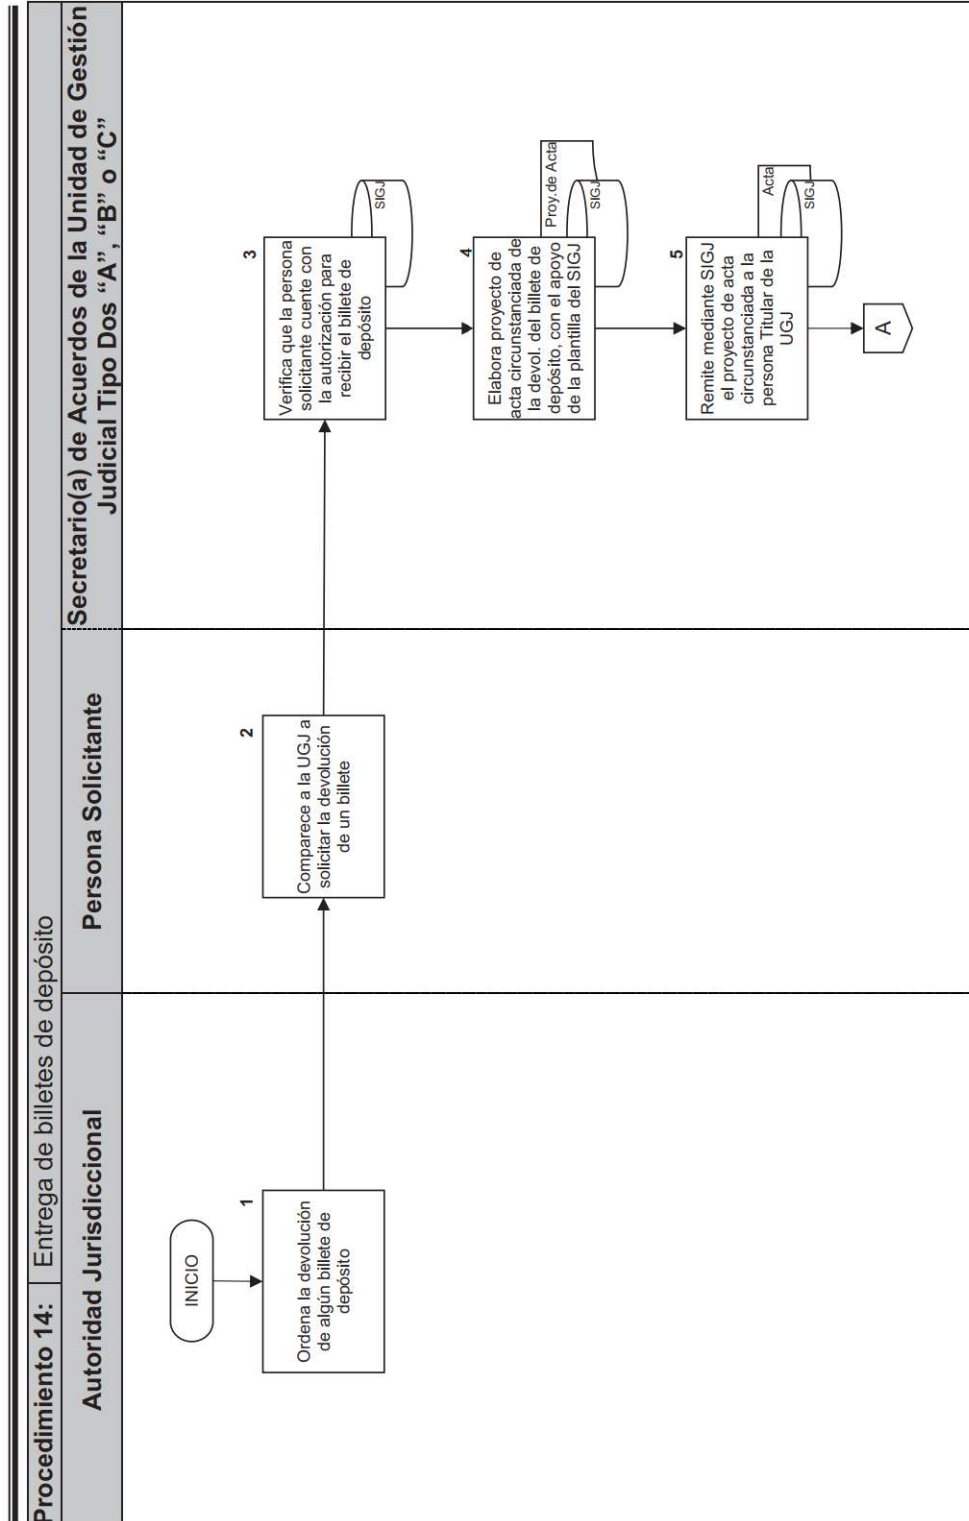 Procedimiento 14: Entrega de billetes de depósito
Autoridad Jurisdiccional
Persona Solicitante
Secretario(a) de Acuerdos de la Unidad de Gestión
Judicial Tipo Dos “A”, “B” o “C”
INICIO
1
Ordena la devolución
de algún billete de
depósito
2
Comparece a la UGJ a
solicitar la devolución
de un billete
3
Verifica que la persona
solicitante cuente con
la autorización para
recibir el billete de
depósito
SIGJ
4
Elabora proyecto de
acta circunstanciada de
la devol. del billete de
depósito, con el apoyo
de la plantilla del SIGJ
Proy.de Acta
SIGJ
5
Remite mediante SIGJ
el proyecto de acta
circunstanciada a la
persona Titular de la
UGJ
Acta
SIGJ
A